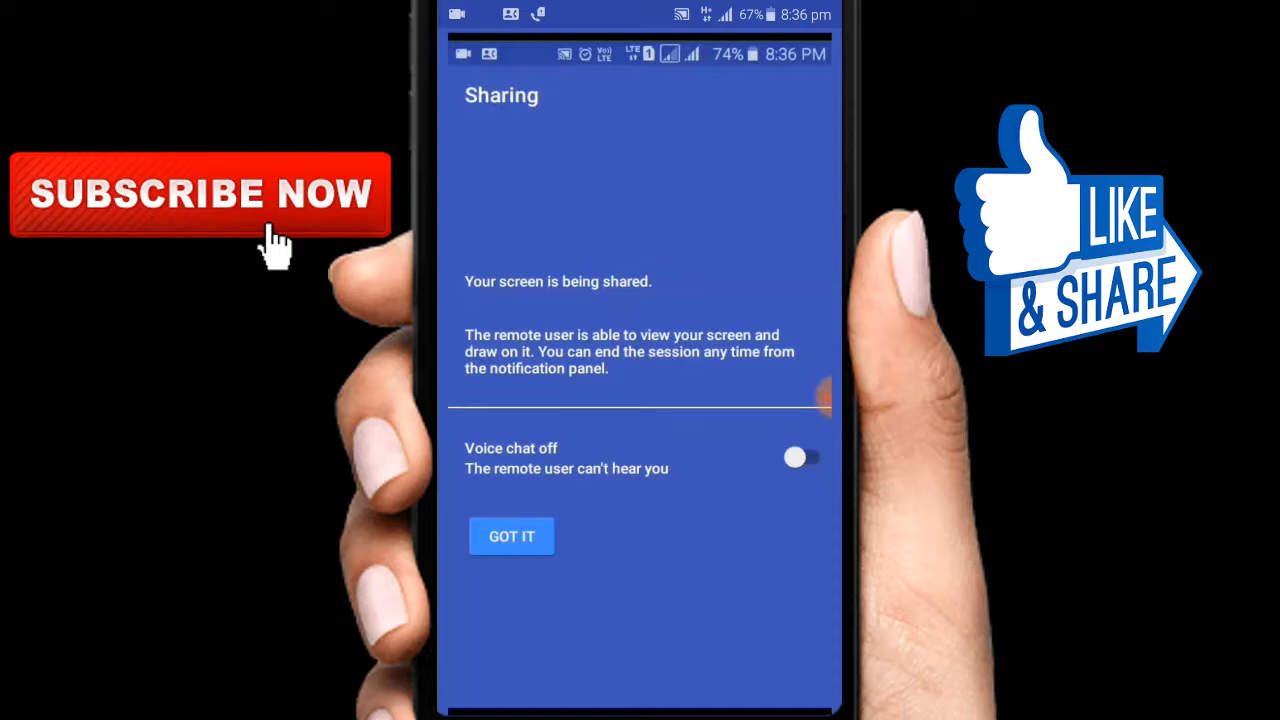 67% 8:36 pm
LTE 1 74% 8:36 PM
Sharing
Your screen is being shared.
The remote user is able to view your screen and
draw on it. You can end the session any time from
the notification panel.
Voice chat off
The remote user can't hear you
GOT IT
SUBSCRIBE NOW
LIKE
& SHARE